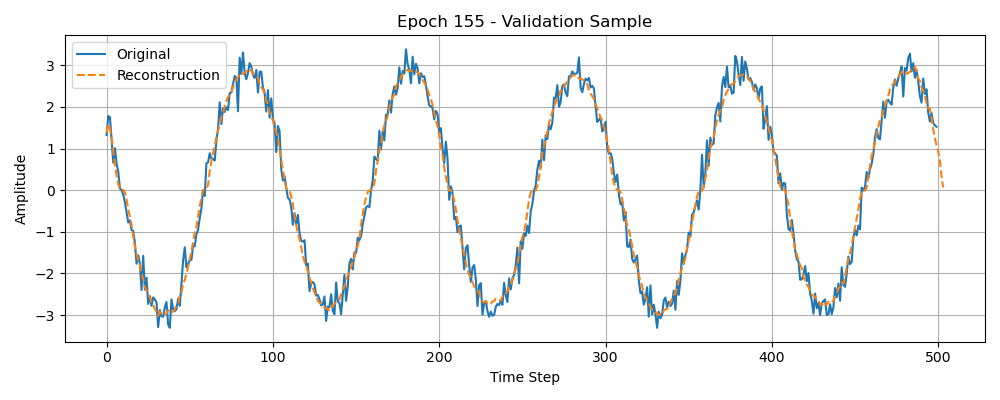 Epoch 155 - Validation Sample
Original
Reconstruction
Amplitude
3
2
1
0
−1
−2
−3
0 100 200 300 400 500
Time Step